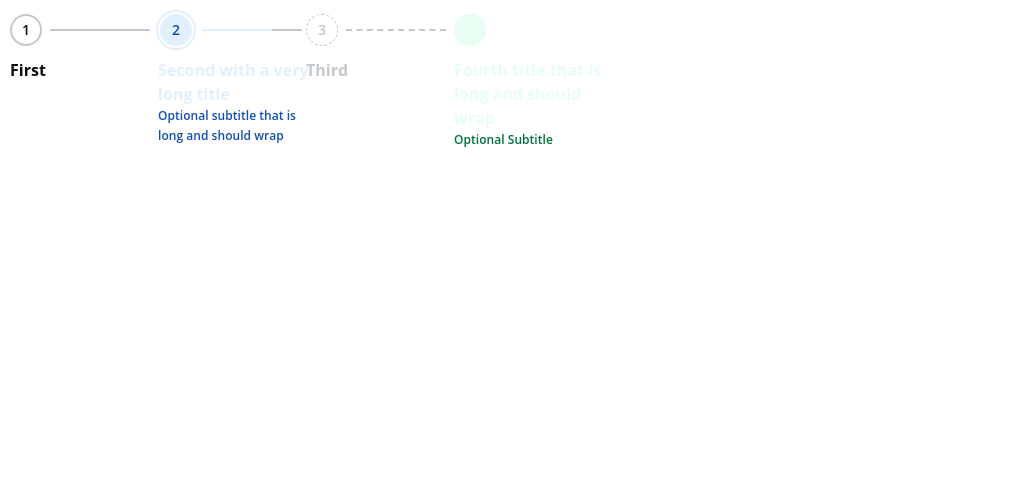 1
2
3
First
Second with a very
long title
Optional subtitle that is
long and should wrap
Third
Fourth title that is
long and should
wrap
Optional Subtitle